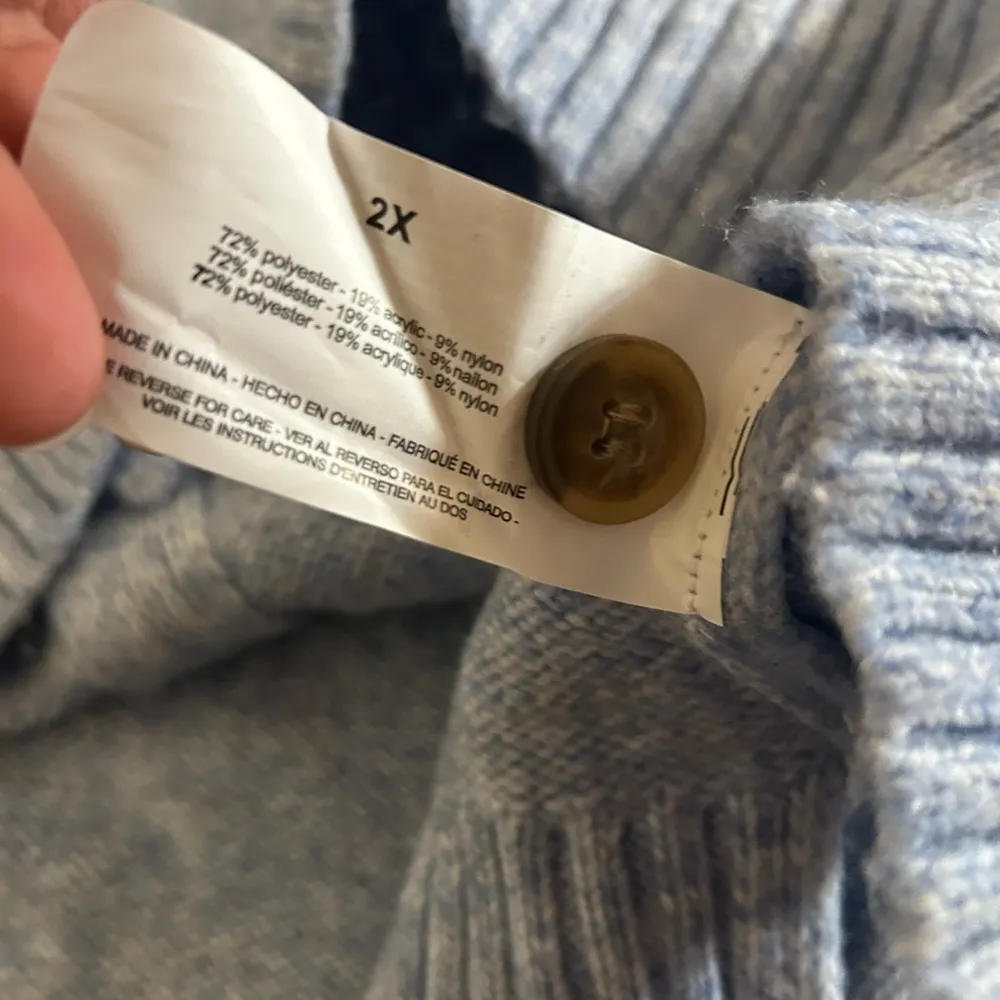 2X
72% polyester - 19% acrylic - 9% nylon
72% poliéster - 19% acrílico - 9% nailon
72% polyester - 19% acrylique - 9% nylon
MADE IN CHINA - HECHO EN CHINA - FABRIQUÉ EN CHINE
REVERSE FOR CARE - VER AL REVERSO PARA EL CUIDADO -
VOIR LES INSTRUCTIONS D'ENTRETIEN AU DOS